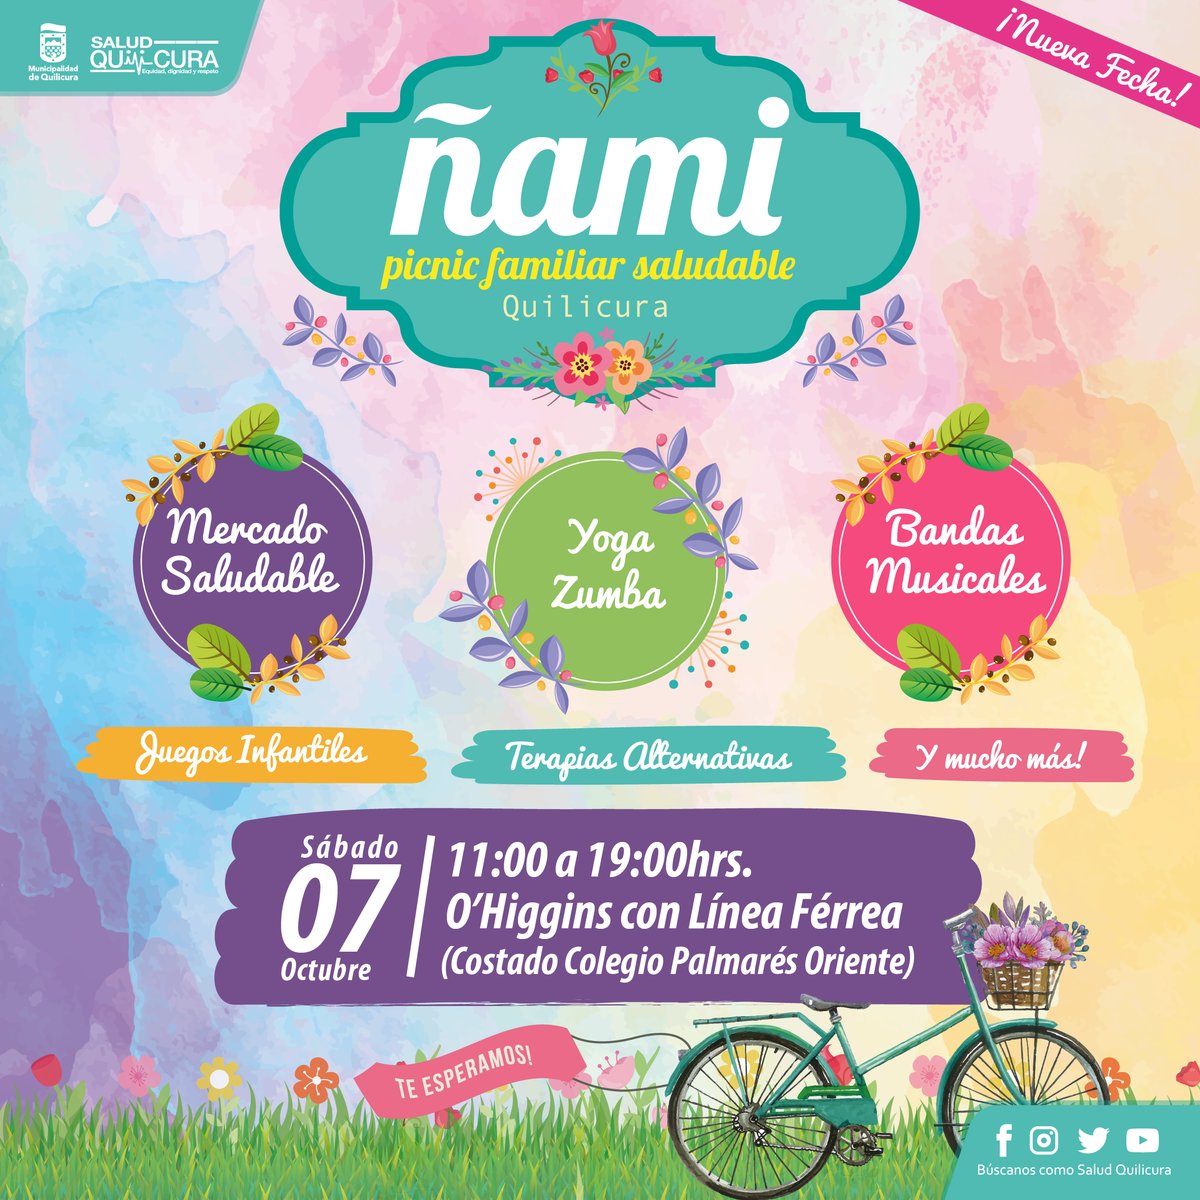 Municipalidad
de Quilicura
SALUD
QUILICURA
Equidad, dignidad y respeto
¡Nueva Fecha!
ñami
picnic familiar saludable
Quilicura
Mercado
Saludable
Yoga
Zumba
Bandas
Musicales
Juegos Infantiles
Terapias Alternativas
Y mucho más!
Sábado
07
Octubre
11:00 a 19:00hrs.
O’Higgins con Línea Férrea
(Costado Colegio Palmarés Oriente)
TE ESPERAMOS!
Búscanos como Salud Quilicura